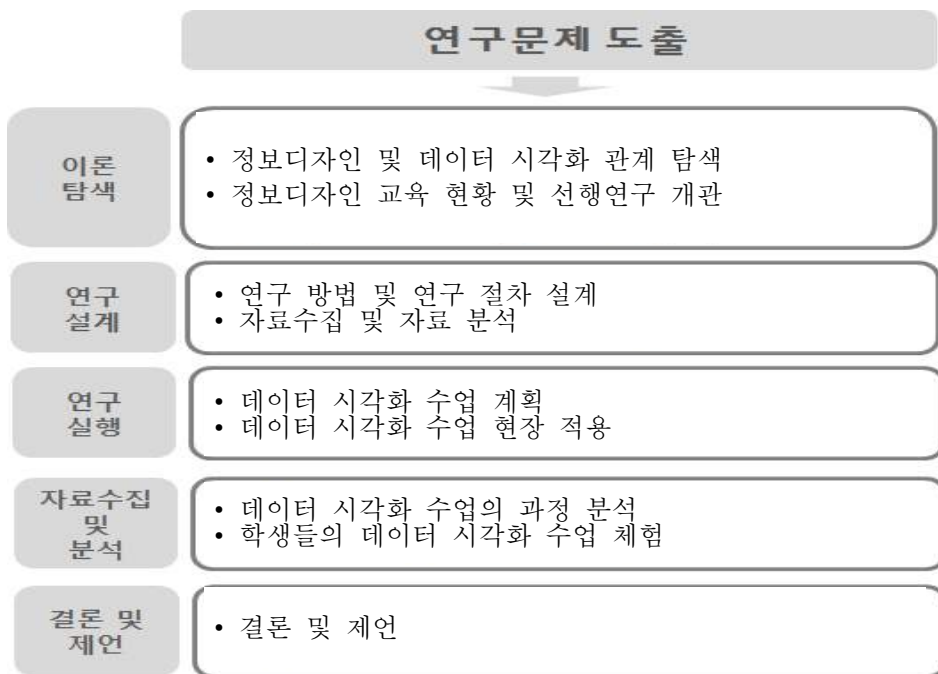 연구문제 도출
이론
탐색
• 정보디자인 및 데이터 시각화 관계 탐색
• 정보디자인 교육 현황 및 선행연구 개관
연구
설계
• 연구 방법 및 연구 절차 설계
• 자료수집 및 자료 분석
연구
실행
• 데이터 시각화 수업 계획
• 데이터 시각화 수업 현장 적용
자료수집
및
분석
• 데이터 시각화 수업의 과정 분석
• 학생들의 데이터 시각화 수업 체험
결론 및
제언
• 결론 및 제언